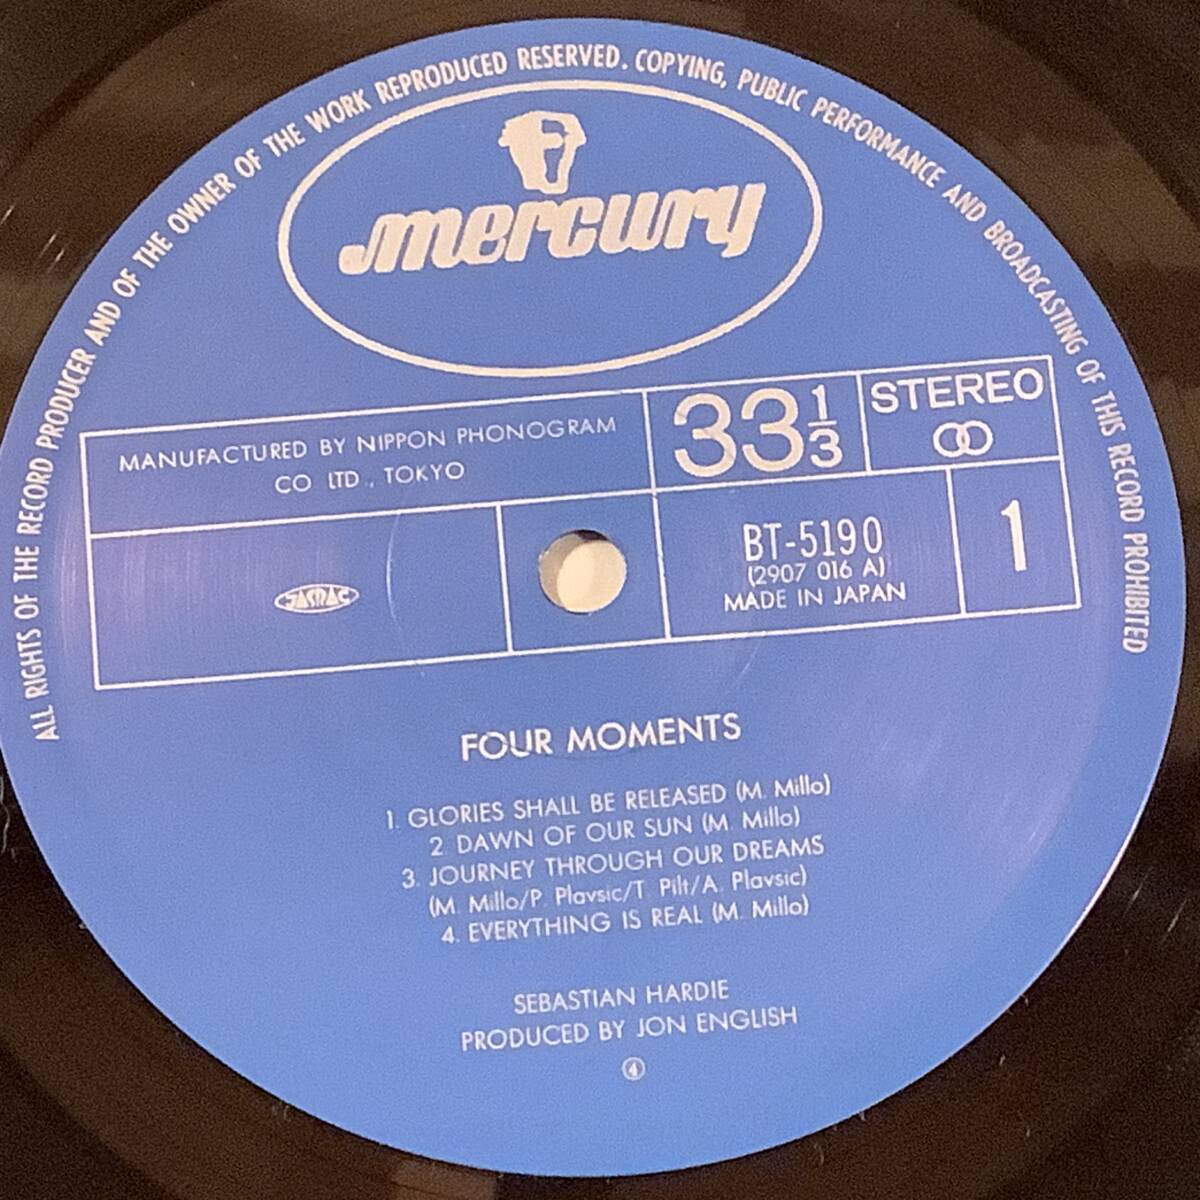 ALL RIGHTS OF THE RECORD PRODUCER AND OF THE OWNER OF THE WORK REPRODUCED RESERVED. COPYING, PUBLIC PERFORMANCE AND BROADCASTING OF THIS RECORD PROHIBITED
mercury
MANUFACTURED BY NIPPON PHONOGRAM
CO LTD., TOKYO
33 1/3
STEREO
JASRAC
BT-5190
(2907 016 A)
MADE IN JAPAN
1
FOUR MOMENTS
1. GLORIES SHALL BE RELEASED (M. Millo)
2 DAWN OF OUR SUN (M. Millo)
3. JOURNEY THROUGH OUR DREAMS
(M. Millo/P. Plavsic/T. Pilt/A. Plavsic)
4. EVERYTHING IS REAL (M. Millo)
SEBASTIAN HARDIE
PRODUCED BY JON ENGLISH
④